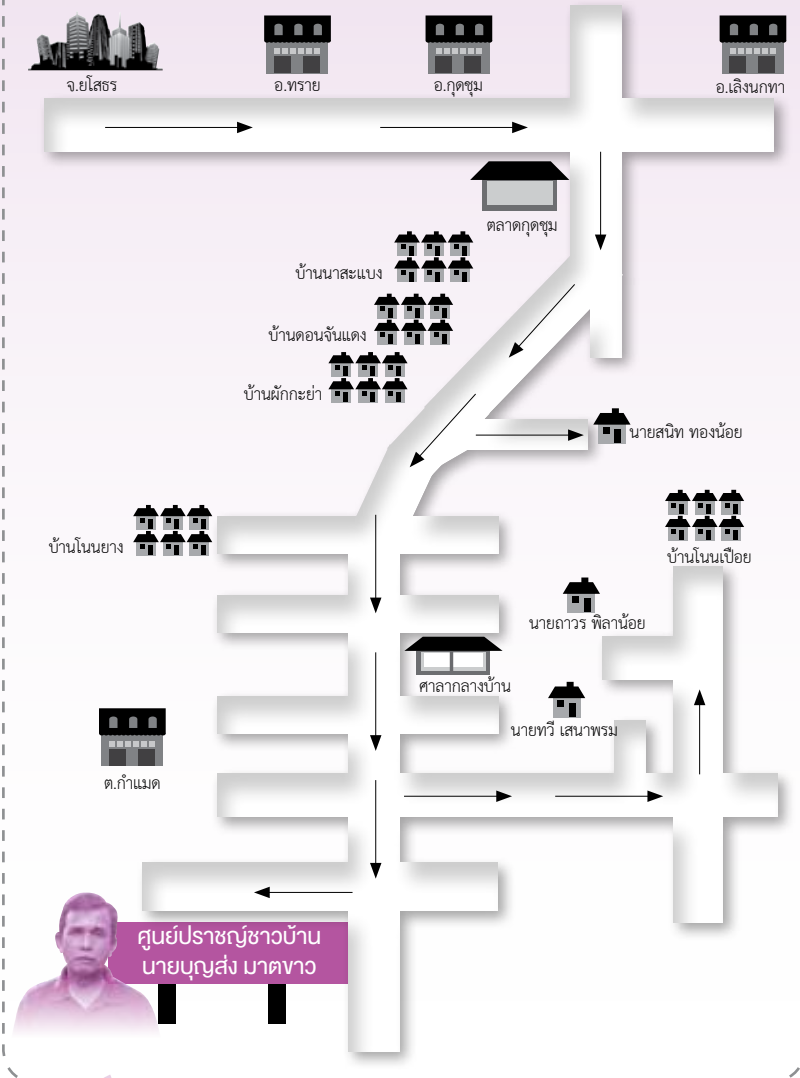 จ.ยโสธร
อ.ทราย
อ.กุดชุม
อ.เลิงนกทา
ตลาดกุดชุม
บ้านนาสะแบง
บ้านดอนจันแดง
บ้านผักกะย่า
นายสนิท ทองน้อย
บ้านโนนยาง
บ้านโนนเปือย
นายถาวร พิลาน้อย
ศาลากลางบ้าน
นายทวี เสนาพรม
ต.กำแมด
ศูนย์ปราชญ์ชาวบ้าน
นายบุญส่ง มาตขาว